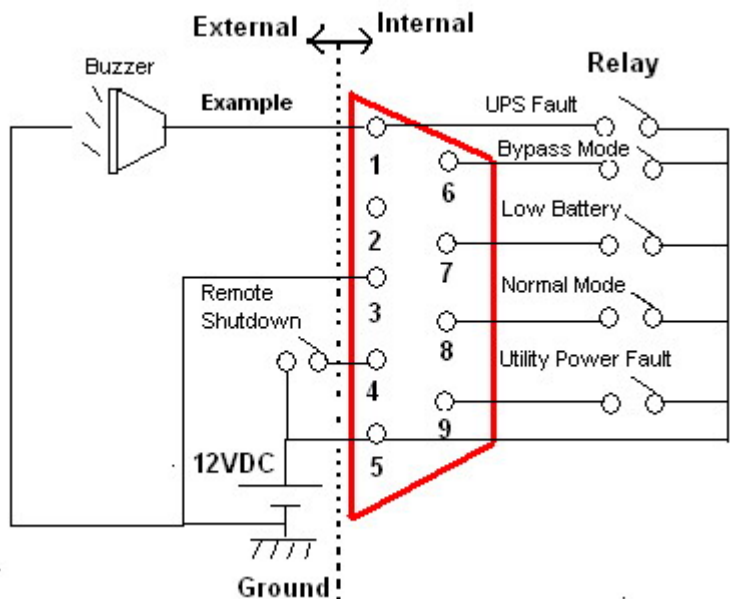 External Internal
Buzzer
Relay
Example
UPS Fault
1
Bypass Mode
6
2
Low Battery
7
Remote
Shutdown
3
Normal Mode
8
4
Utility Power Fault
9
12VDC
5
Ground